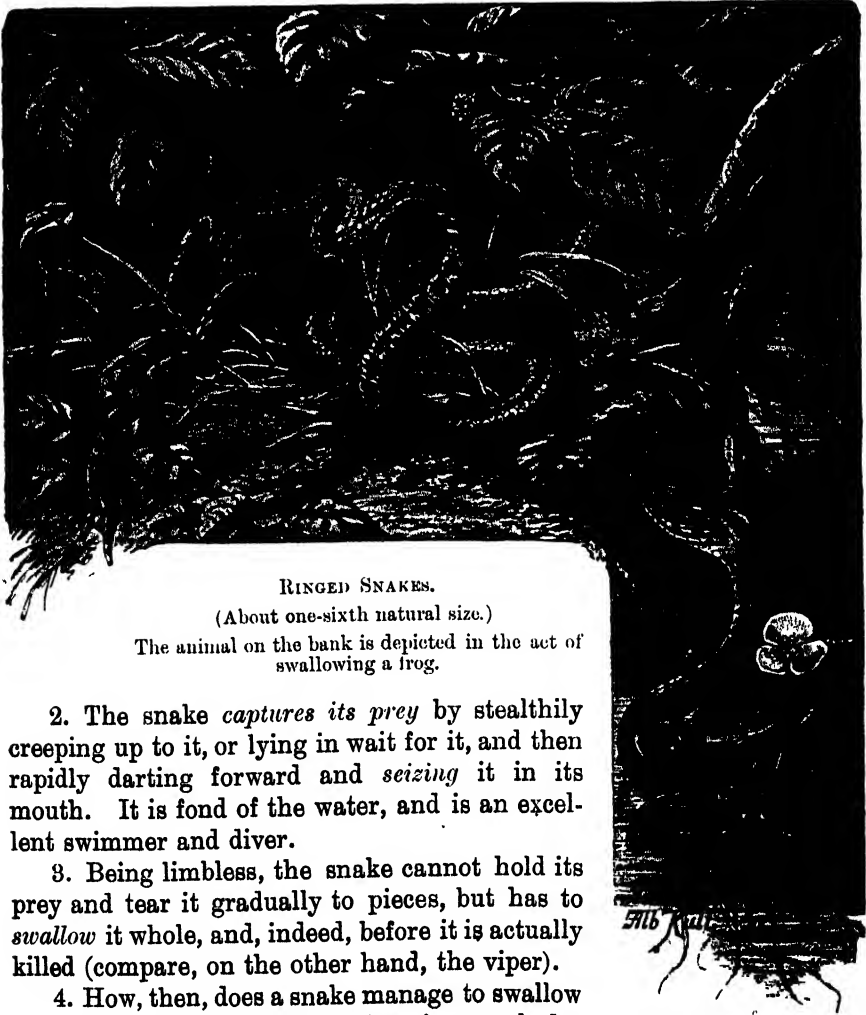 RINGED SNAKES.
(About one-sixth natural size.)
The animal on the bank is depicted in the act of
swallowing a frog.
2. The snake captures its prey by stealthily
creeping up to it, or lying in wait for it, and then
rapidly darting forward and seizing it in its
mouth. It is fond of the water, and is an excel-
lent swimmer and diver.
3. Being limbless, the snake cannot hold its
prey and tear it gradually to pieces, but has to
swallow it whole, and, indeed, before it is actually
killed (compare, on the other hand, the viper).
4. How, then, does a snake manage to swallow
Alb